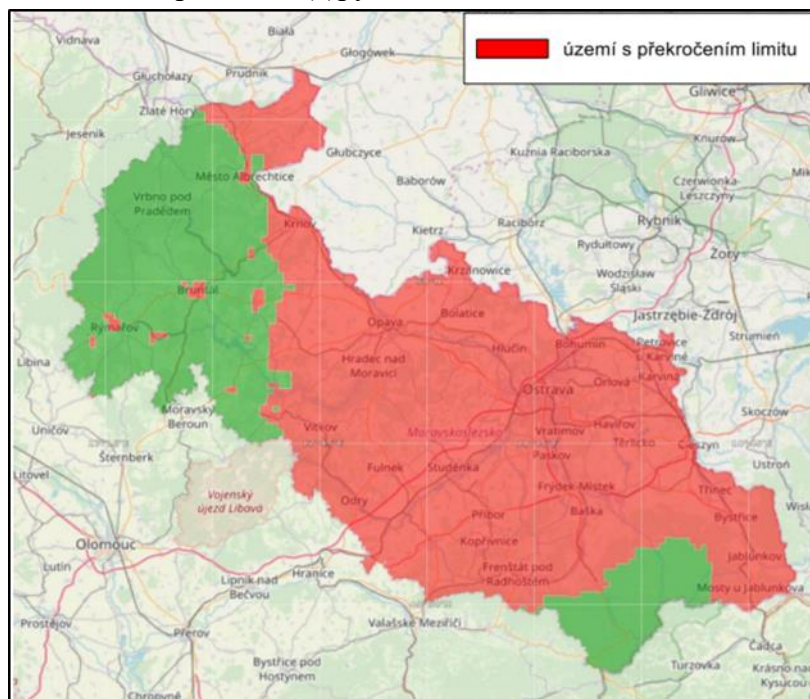 území s překročením limitu
Biała
Vidnava
Głogówek
Głuchołazy
Prudnik
Gliwice
Zlaté Hory
Jeseník
Głubczyce
Knurów
Kuźnia Raciborska
Město Albrechtice
Baborów
Czerwionka-
Leszczyny
Vrbno pod
Pradědem
Racibórz
Rybnik
Krnov
Kietrz
Rydułtowy
Żory
Krzanowice
Wodzisław
Śląski
Bruntál
Bolatice
Jastrzębie-Zdrój
Opava
Rýmařov
Hlučín
Bohumín
Petrovice
u Karviné
Strumień
Libina
Hradec nad
Moravicí
Orlová
Karviná
Ostrava
Skoczów
Moravský
Beroun
Uničov
Vítkov
Moravskoslezsko
Vratimov
Havířov
Těrlicko
Cieszyn
Šternberk
Paskov
Ustroń
Litovel
Fulnek
Studénka
Vojenský
újezd Libavá
Frýdek-Místek
Třinec
Odry
Příbor
Baška
Bystřice
Olomouc
Kopřivnice
Jablunkov
Lutín
Hranice
Frenštát pod
Radhoštěm
Lipník nad
Bečvou
Mosty u Jablunkova
Prostějov
Valašské Meziříčí
Přerov
Čadca
Bystřice pod
Hostýnem
Turzovka
Krásno nad
Kysucou
Chropyně